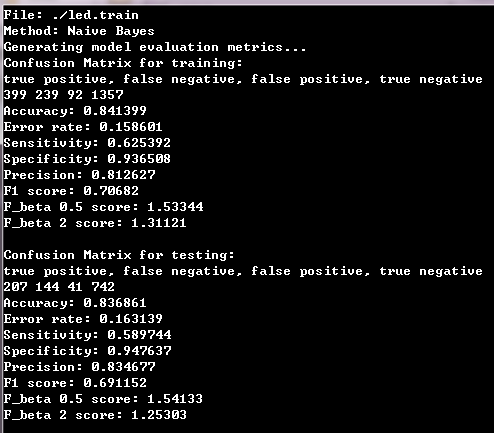 File: ./led.train
Method: Naive Bayes
Generating model evaluation metrics...
Confusion Matrix for training:
true positive, false negative, false positive, true negative
399 239 92 1357
Accuracy: 0.841399
Error rate: 0.158601
Sensitivity: 0.625392
Specificity: 0.936508
Precision: 0.812627
F1 score: 0.70682
F_beta 0.5 score: 1.53344
F_beta 2 score: 1.31121
Confusion Matrix for testing:
true positive, false negative, false positive, true negative
207 144 41 742
Accuracy: 0.836861
Error rate: 0.163139
Sensitivity: 0.589744
Specificity: 0.947637
Precision: 0.834677
F1 score: 0.691152
F_beta 0.5 score: 1.54133
F_beta 2 score: 1.25303